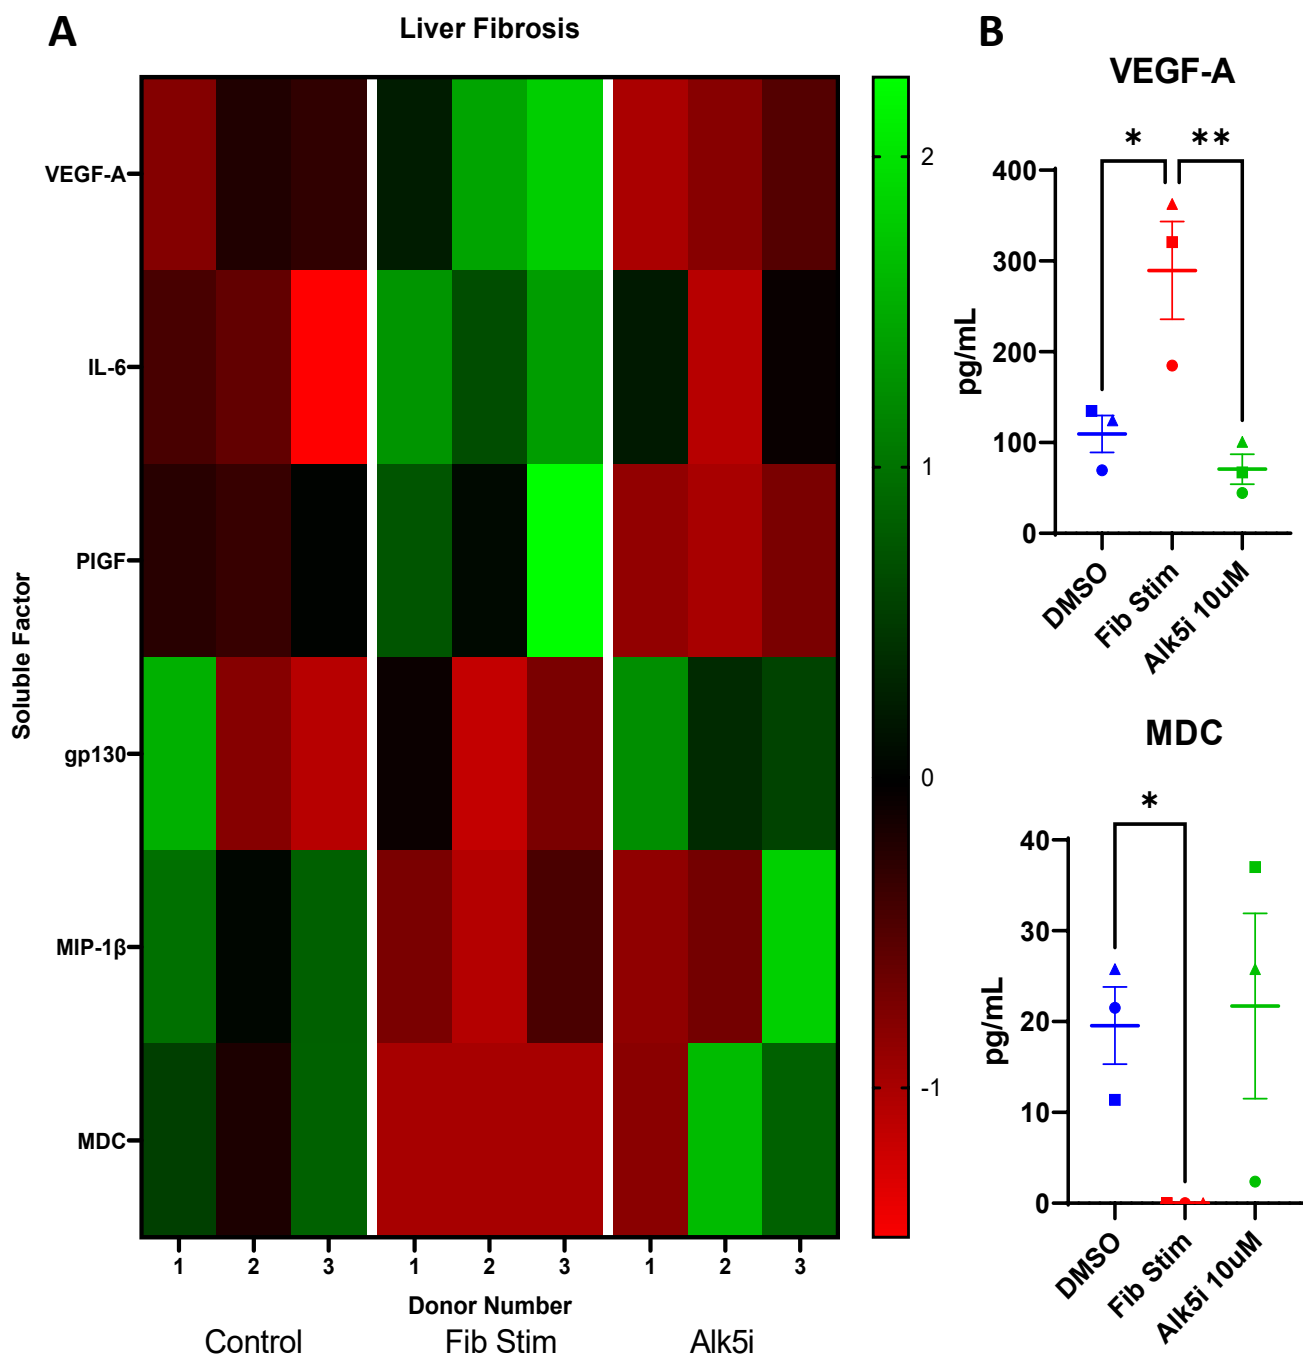 A
Liver Fibrosis
Soluble Factor
VEGF-A
IL-6
PIGF
gp130
MIP-1β
MDC
1 2 3 1 2 3 1 2 3
Donor Number
Control Fib Stim Alk5i
2
1
0
-1
B
VEGF-A
* **
pg/mL
400
300
200
100
0
DMSO
Fib Stim
Alk5i 10uM
MDC
*
pg/mL
40
30
20
10
0
DMSO
Fib Stim
Alk5i 10uM